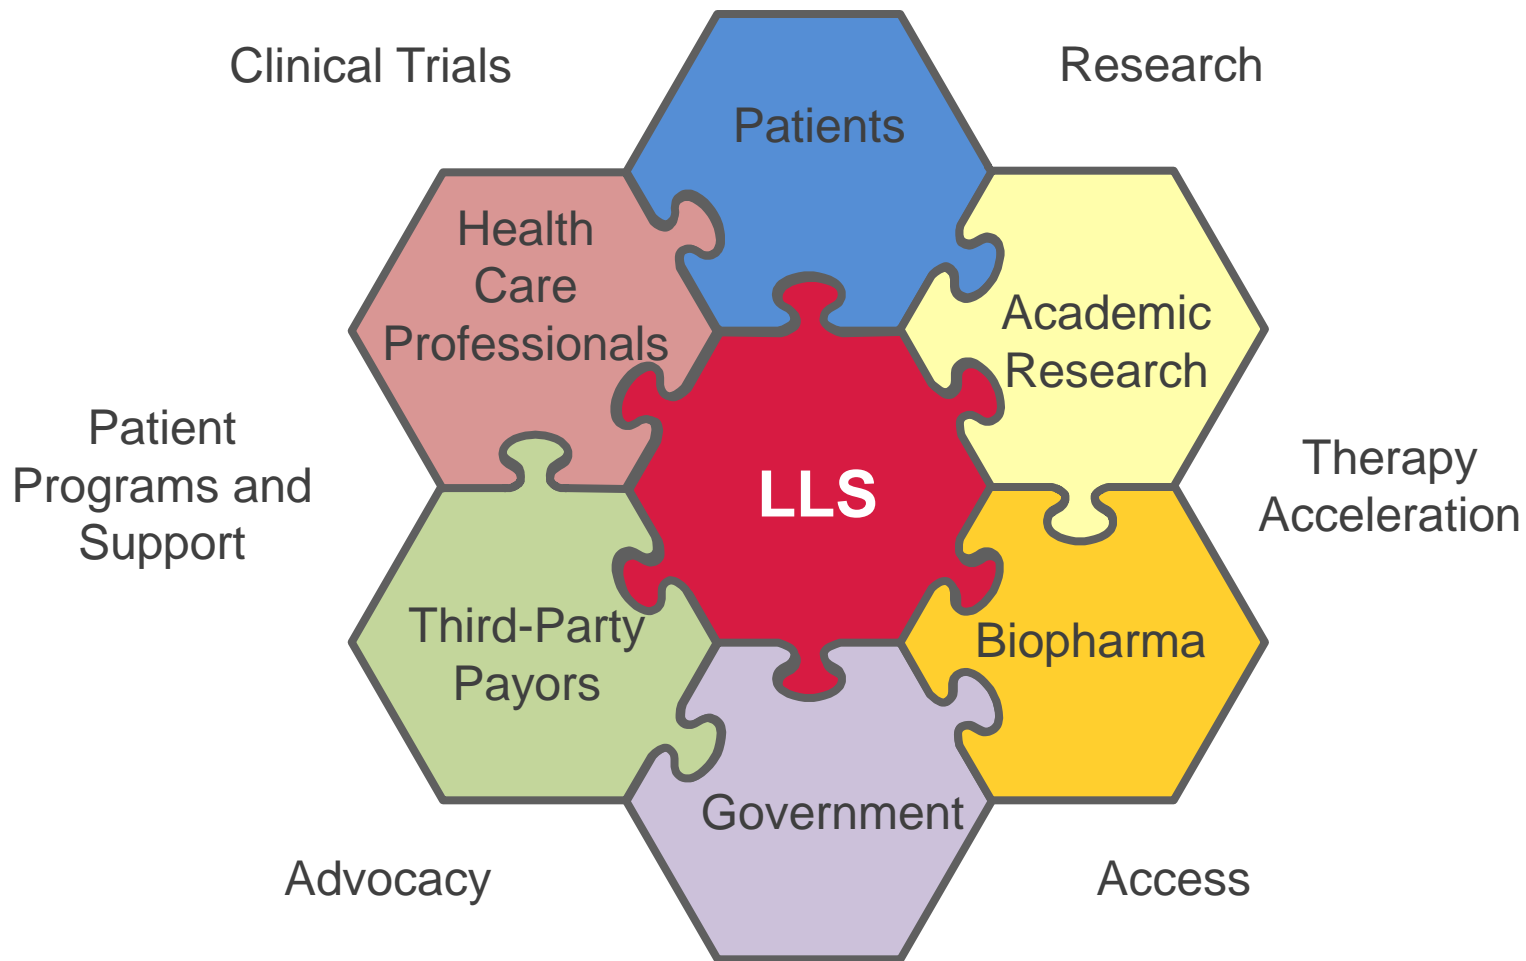 Clinical Trials
Research
Patients
Health
Care
Professionals
Academic
Research
Patient
Programs and
Support
LLS
Therapy
Acceleration
Third-Party
Payors
Biopharma
Government
Advocacy
Access